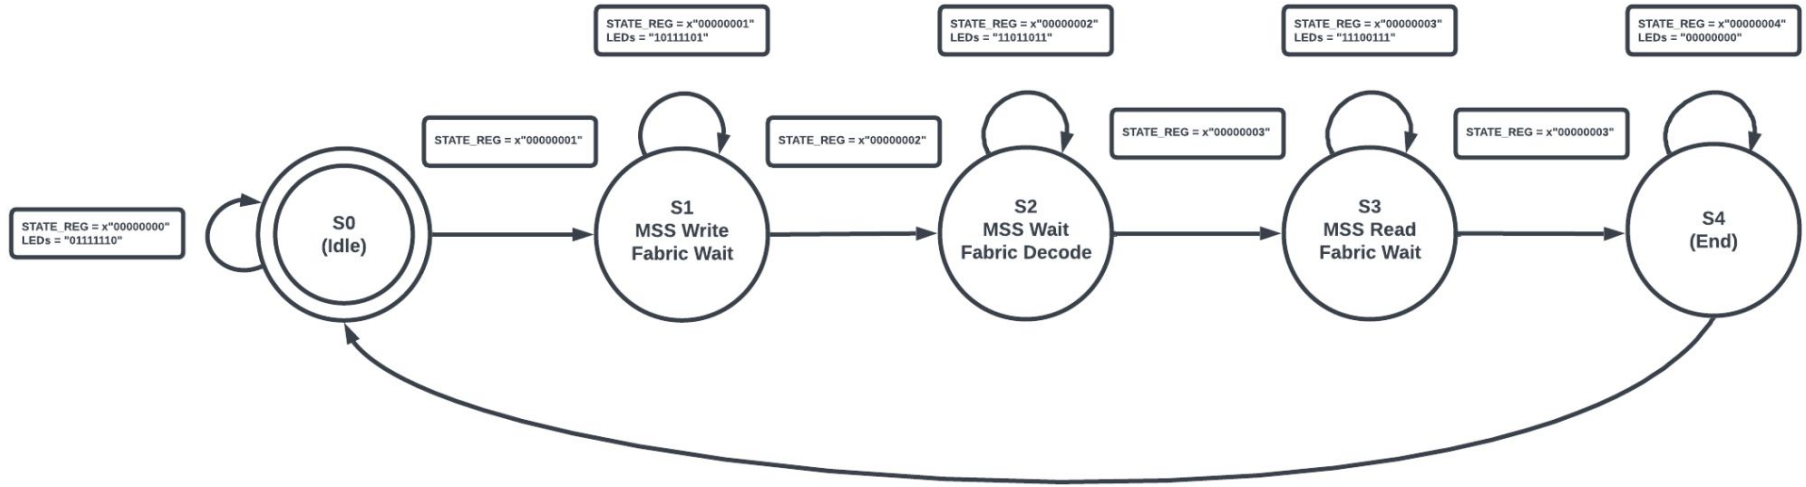 STATE_REG = x"00000001"
LEDs = "10111101"
STATE_REG = x"00000002"
LEDs = "11011011"
STATE_REG = x"00000003"
LEDs = "11100111"
STATE_REG = x"00000004"
LEDs = "00000000"
STATE_REG = x"00000001"
STATE_REG = x"00000002"
STATE_REG = x"00000003"
STATE_REG = x"00000003"
STATE_REG = x"00000000"
LEDs = "01111110"
S0
(Idle)
S1
MSS Write
Fabric Wait
S2
MSS Wait
Fabric Decode
S3
MSS Read
Fabric Wait
S4
(End)